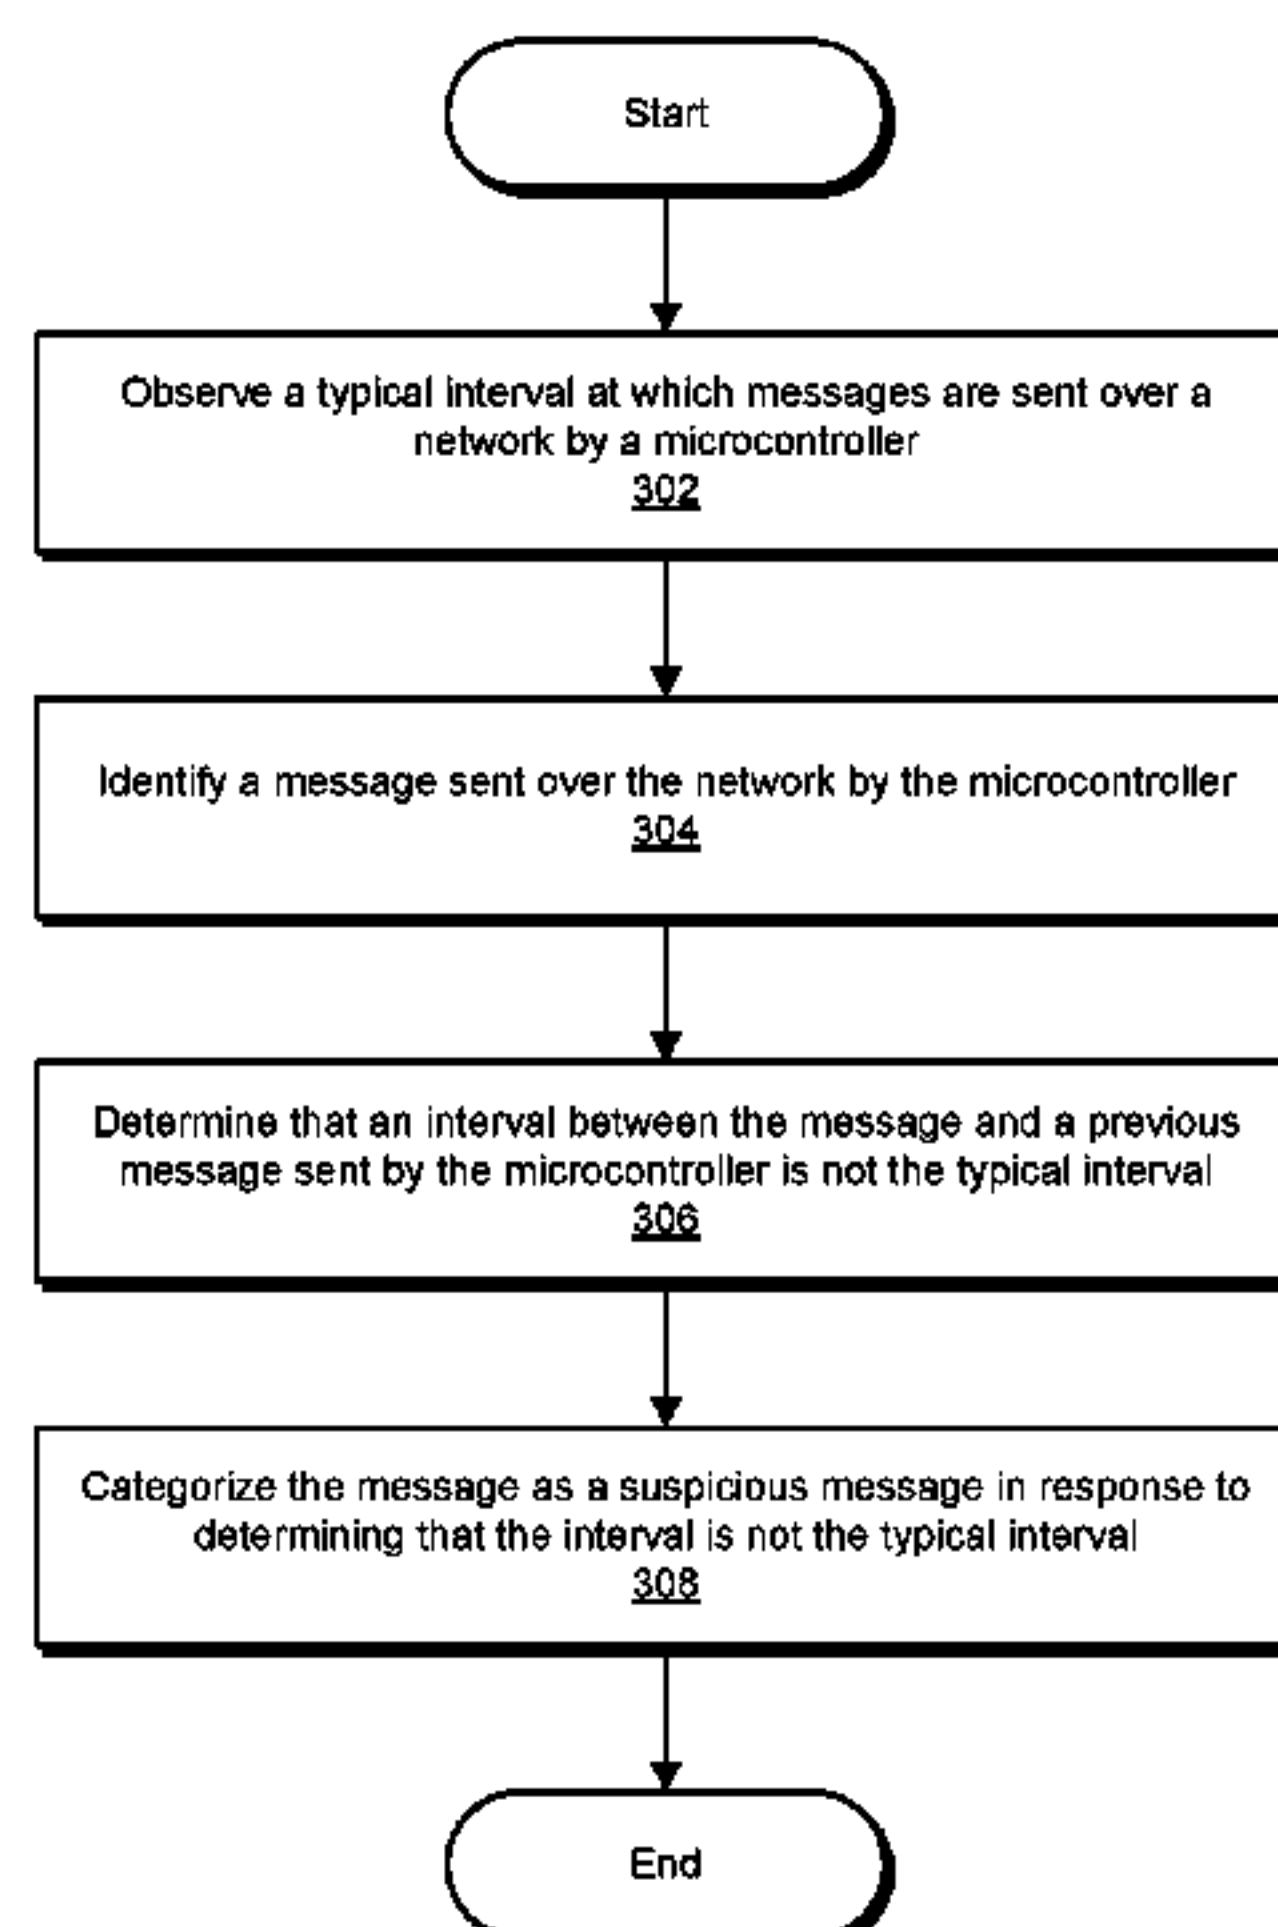 Start
Observe a typical interval at which messages are sent over a
network by a microcontroller
302
Identify a message sent over the network by the microcontroller
304
Determine that an interval between the message and a previous
message sent by the microcontroller is not the typical interval
306
Categorize the message as a suspicious message in response to
determining that the interval is not the typical interval
308
End